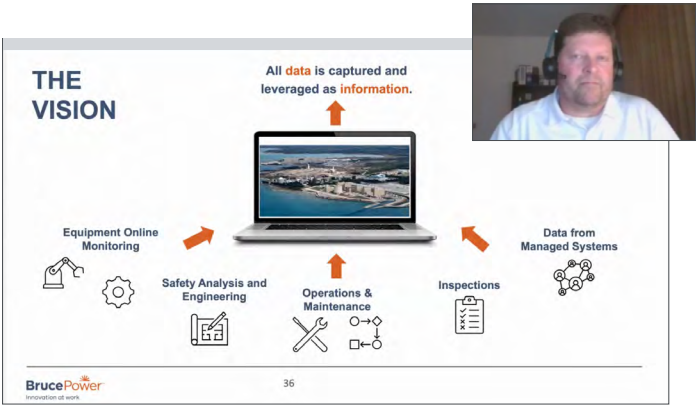 THE
VISION
All data is captured and
leveraged as information.
Equipment Online
Monitoring
Safety Analysis and
Engineering
Operations &
Maintenance
Inspections
Data from
Managed Systems
BrucePower
Innovation at work
36